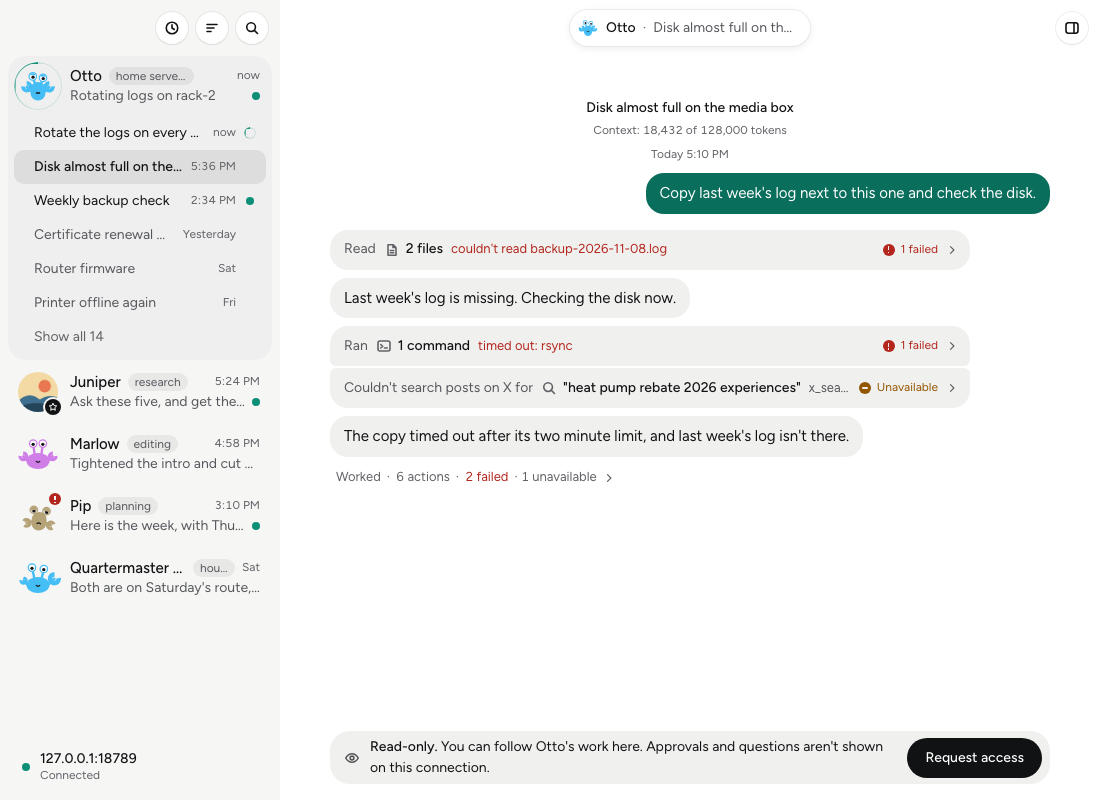 Otto home serve... now
Rotating logs on rack-2
Rotate the logs on every ... now
Disk almost full on the... 5:36 PM
Weekly backup check 2:34 PM
Certificate renewal ... Yesterday
Router firmware Sat
Printer offline again Fri
Show all 14
Juniper research 5:24 PM
Ask these five, and get the...
Marlow editing 4:58 PM
Tightened the intro and cut ...
Pip planning 3:10 PM
Here is the week, with Thu...
Quartermaster ... hou... Sat
Both are on Saturday's route,...
127.0.0.1:18789
Connected
Otto · Disk almost full on th...
Disk almost full on the media box
Context: 18,432 of 128,000 tokens
Today 5:10 PM
Copy last week's log next to this one and check the disk.
Read 2 files couldn't read backup-2026-11-08.log 1 failed
Last week's log is missing. Checking the disk now.
Ran 1 command timed out: rsync 1 failed
Couldn't search posts on X for "heat pump rebate 2026 experiences" x_sea... Unavailable
The copy timed out after its two minute limit, and last week's log isn't there.
Worked · 6 actions · 2 failed · 1 unavailable
Read-only. You can follow Otto's work here. Approvals and questions aren't shown
on this connection.
Request access